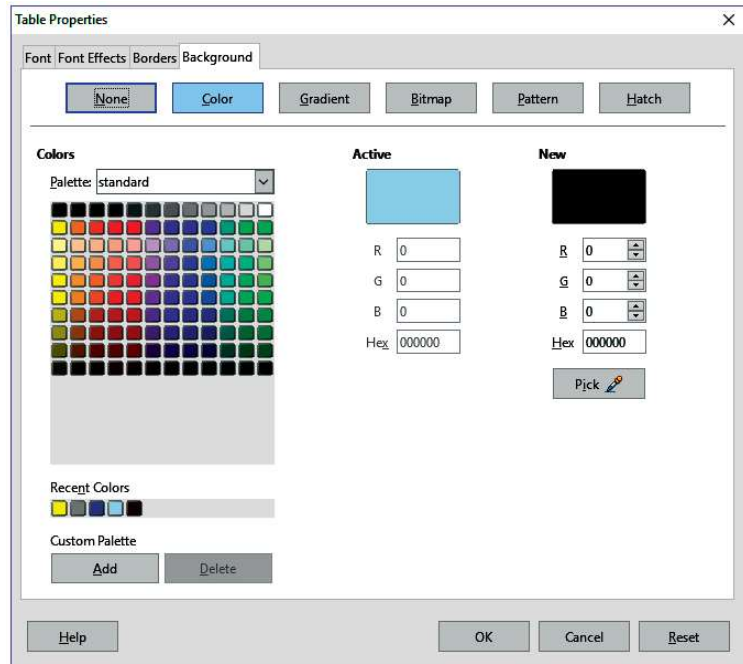 Table Properties
Font Font Effects Borders Background
None Color Gradient Bitmap Pattern Hatch
Colors Active New
Palette: standard
R 0 R 0
G 0 G 0
B 0 B 0
Hex 000000 Hex 000000
Pick
Recent Colors
Custom Palette
Add Delete
Help OK Cancel Reset